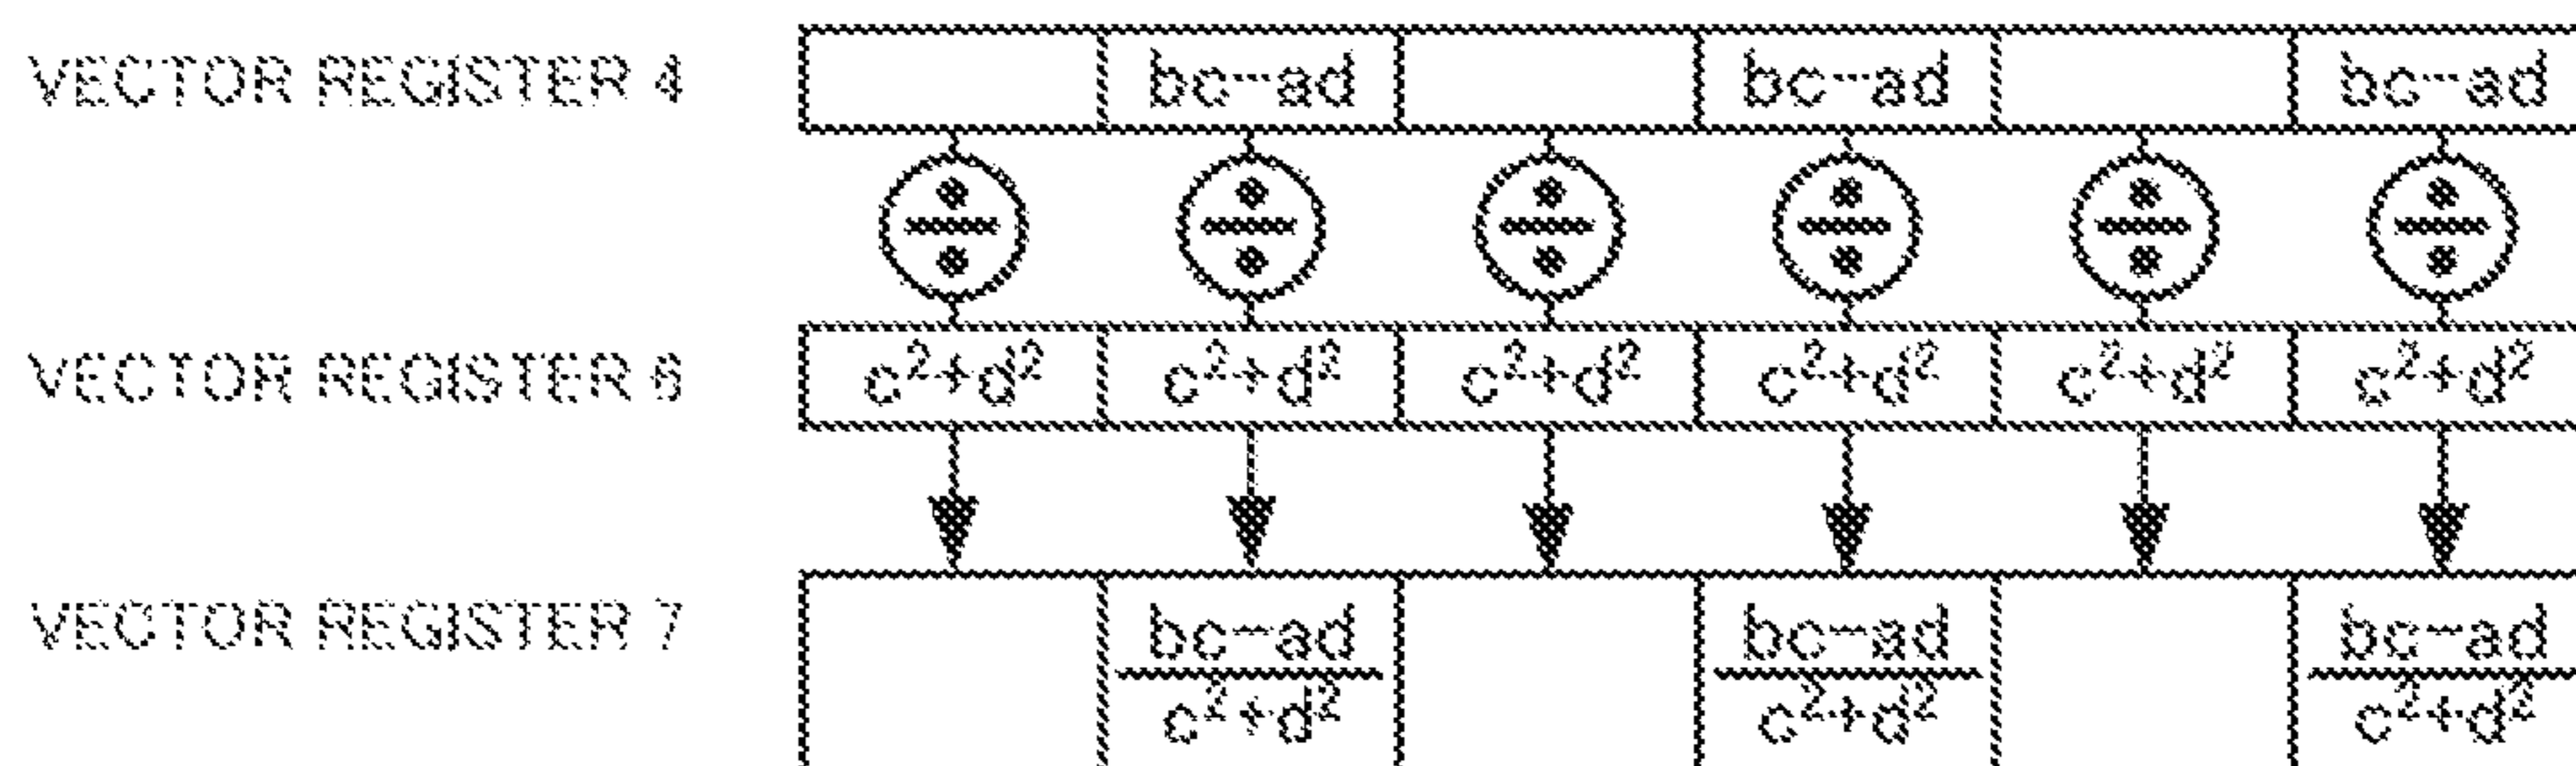 VECTOR REGISTER 4 bc-ad bc-ad bc-ad
÷ ÷ ÷ ÷ ÷ ÷
VECTOR REGISTER 6 c²+d² c²+d² c²+d² c²+d² c²+d² c²+d²
VECTOR REGISTER 7 bc-ad bc-ad bc-ad
c²+d² c²+d² c²+d²